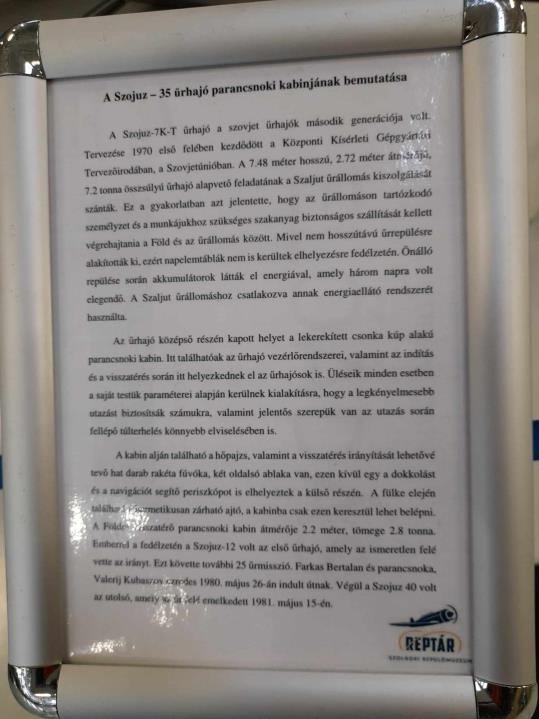 A Szojuz – 35 űrhajó parancsnoki kabinjának bemutatása
A Szojuz-7K-T űrhajó a szovjet űrhajók második generációja volt.
Tervezése 1970 első felében kezdődött a Központi Kísérleti Gépgyártási
Tervezőirodában, a Szovjetúnióban. A 7.48 méter hosszú, 2.72 méter átmérőjű,
7.2 tonna összsúlyú űrhajó alapvető feladatának a Szaljut űrállomás kiszolgálását
szánták. Ez a gyakorlatban azt jelentette, hogy az űrállomáson tartózkodó
személyzet és a munkájukhoz szükséges szakanyag biztonságos szállítását kellett
végrehajtania a Föld és az űrállomás között. Mivel nem hosszútávú űrrepülésre
alakították ki, ezért napelemtáblák nem is kerültek elhelyezésre fedélzetén. Önálló
repülése során akkumulátorok látták el energiával, amely három napra volt
elegendő. A Szaljut űrállomáshoz csatlakozva annak energiaellátó rendszerét
használta.
Az űrhajó középső részén kapott helyet a lekerekített csonka kúp alakú
parancsnoki kabin. Itt találhatóak az űrhajó vezérlőrendszerei, valamint az indítás
és a visszatérés során itt helyezkednek el az űrhajósok is. Üléseik minden esetben
a saját testük paraméterei alapján kerülnek kialakításra, hogy a legkényelmesebb
utazást biztosítsák számukra, valamint jelentős szerepük van az utazás során
fellépő túlterhelés könnyebb elviselésében is.
A kabin alján található a hőpajzs, valamint a visszatérés irányítását lehetővé
tevő hat darab rakéta fúvóka, két oldalsó ablaka van, ezen kívül egy a dokkolást
és a navigációt segítő periszkópot is elhelyeztek a külső részén. A fülke elején
található hermetikusan zárható ajtó, a kabinba csak ezen keresztül lehet belépni.
A Földre visszatérő parancsnoki kabin átmérője 2.2 méter, tömege 2.8 tonna.
Emberrel a fedélzetén a Szojuz-12 volt az első űrhajó, amely az ismeretlen felé
vette az irányt. Ezt követte további 25 űrmisszió. Farkas Bertalan és parancsnoka,
Valerij Kubaszov ezredes 1980. május 26-án indult útnak. Végül a Szojuz 40 volt
az utolsó, amely felé emelkedett 1981. május 15-én.
REPTÁR
SZOLNOKI REPÜLŐMÚZEUM